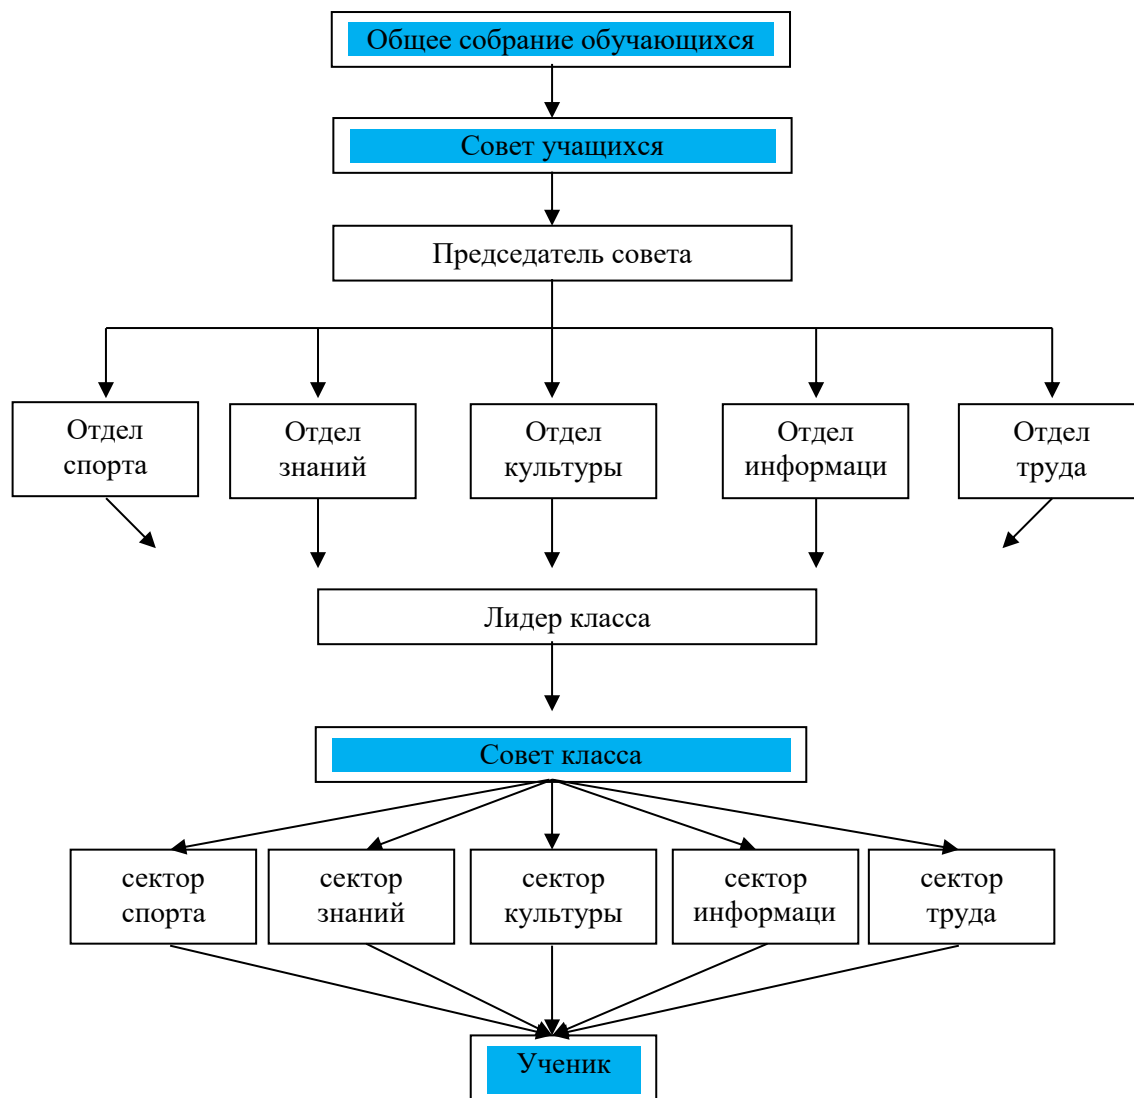 Общее собрание обучающихся
Совет учащихся
Председатель совета
Отдел
спорта
Отдел
знаний
Отдел
культуры
Отдел
информаци
Отдел
труда
Лидер класса
Совет класса
сектор
спорта
сектор
знаний
сектор
культуры
сектор
информаци
сектор
труда
Ученик